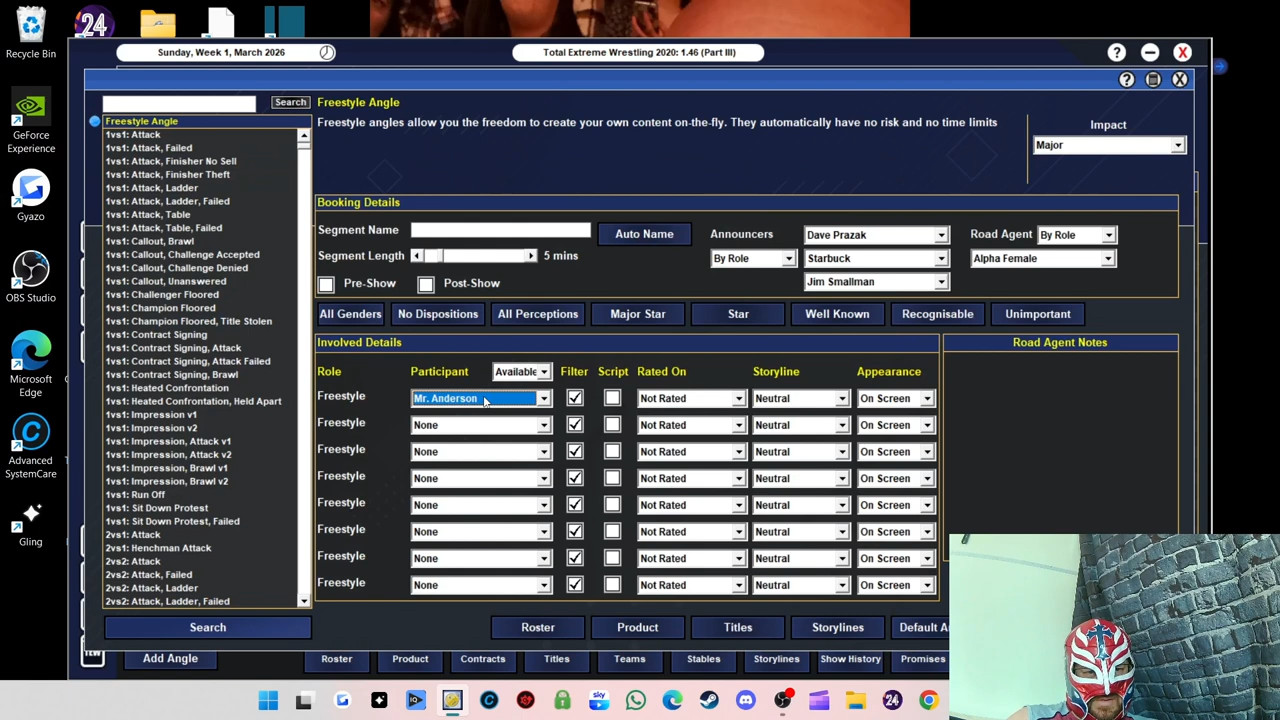 Sunday, Week 1, March 2026
Total Extreme Wrestling 2020: 1.46 (Part III)
Recycle Bin
GeForce Experience
Gyazo
OBS Studio
Microsoft Edge
Advanced SystemCare
Gling
24
Search
Freestyle Angle
1vs1: Attack
1vs1: Attack, Failed
1vs1: Attack, Finisher No Sell
1vs1: Attack, Finisher Theft
1vs1: Attack, Ladder
1vs1: Attack, Ladder, Failed
1vs1: Attack, Table
1vs1: Attack, Table, Failed
1vs1: Callout, Brawl
1vs1: Callout, Challenge Accepted
1vs1: Callout, Challenge Denied
1vs1: Callout, Unanswered
1vs1: Challenger Floored
1vs1: Champion Floored
1vs1: Champion Floored, Title Stolen
1vs1: Contract Signing
1vs1: Contract Signing, Attack
1vs1: Contract Signing, Attack Failed
1vs1: Contract Signing, Brawl
1vs1: Heated Confrontation
1vs1: Heated Confrontation, Held Apart
1vs1: Impression v1
1vs1: Impression v2
1vs1: Impression, Attack v1
1vs1: Impression, Attack v2
1vs1: Impression, Brawl v1
1vs1: Impression, Brawl v2
1vs1: Run Off
1vs1: Sit Down Protest
1vs1: Sit Down Protest, Failed
2vs1: Attack
2vs1: Henchman Attack
2vs2: Attack
2vs2: Attack, Failed
2vs2: Attack, Ladder
2vs2: Attack, Ladder, Failed
Search
Freestyle Angle
Freestyle angles allow you the freedom to create your own content on-the-fly. They automatically have no risk and no time limits
Impact
Major
Booking Details
Segment Name Auto Name Announcers Dave Prazak Road Agent By Role
Segment Length 5 mins By Role Starbuck Alpha Female
Pre-Show Post-Show Jim Smallman
All Genders No Dispositions All Perceptions Major Star Star Well Known Recognisable Unimportant
Involved Details Road Agent Notes
Role Participant Available Filter Script Rated On Storyline Appearance
Freestyle Mr. Anderson Not Rated Neutral On Screen
Freestyle None Not Rated Neutral On Screen
Freestyle None Not Rated Neutral On Screen
Freestyle None Not Rated Neutral On Screen
Freestyle None Not Rated Neutral On Screen
Freestyle None Not Rated Neutral On Screen
Freestyle None Not Rated Neutral On Screen
Freestyle None Not Rated Neutral On Screen
Roster Product Titles Storylines Default A
Add Angle Roster Product Contracts Titles Teams Stables Storylines Show History Promises
sky
24